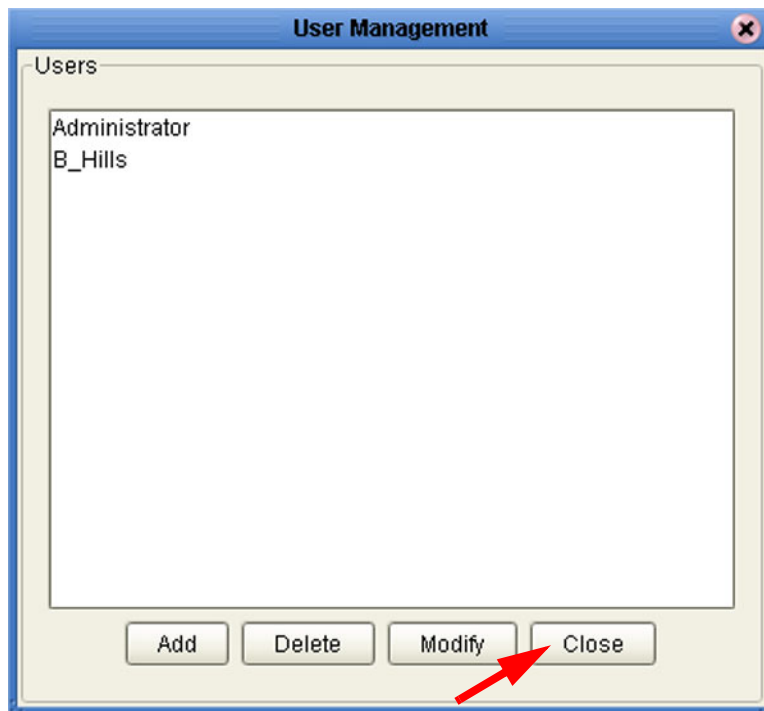 User Management
Users
Administrator
B_Hills
Add Delete Modify Close